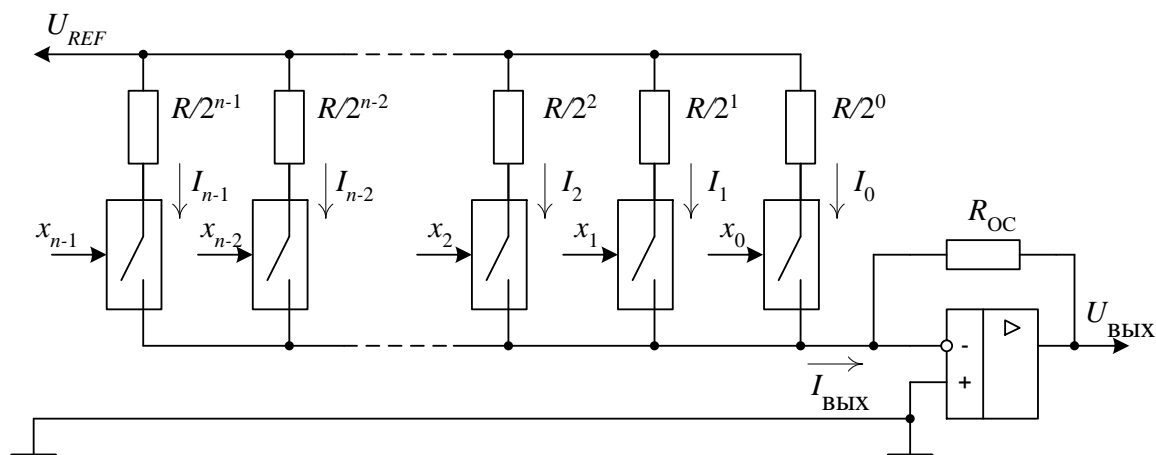 U_REF
R/2^{n-1} R/2^{n-2} R/2^2 R/2^1 R/2^0
I_{n-1} I_{n-2} I_2 I_1 I_0
x_{n-1} x_{n-2} x_2 x_1 x_0
R_ОС
U_ВЫХ
-
+
I_ВЫХ